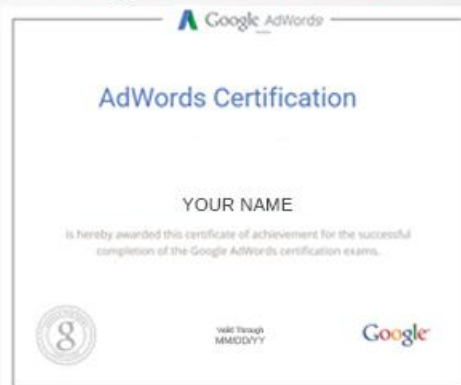 Google AdWords
AdWords Certification
YOUR NAME
is hereby awarded this certificate of achievement for the successful
completion of the Google AdWords certification exams.
Valid Through
MM/DD/YY
8
Google